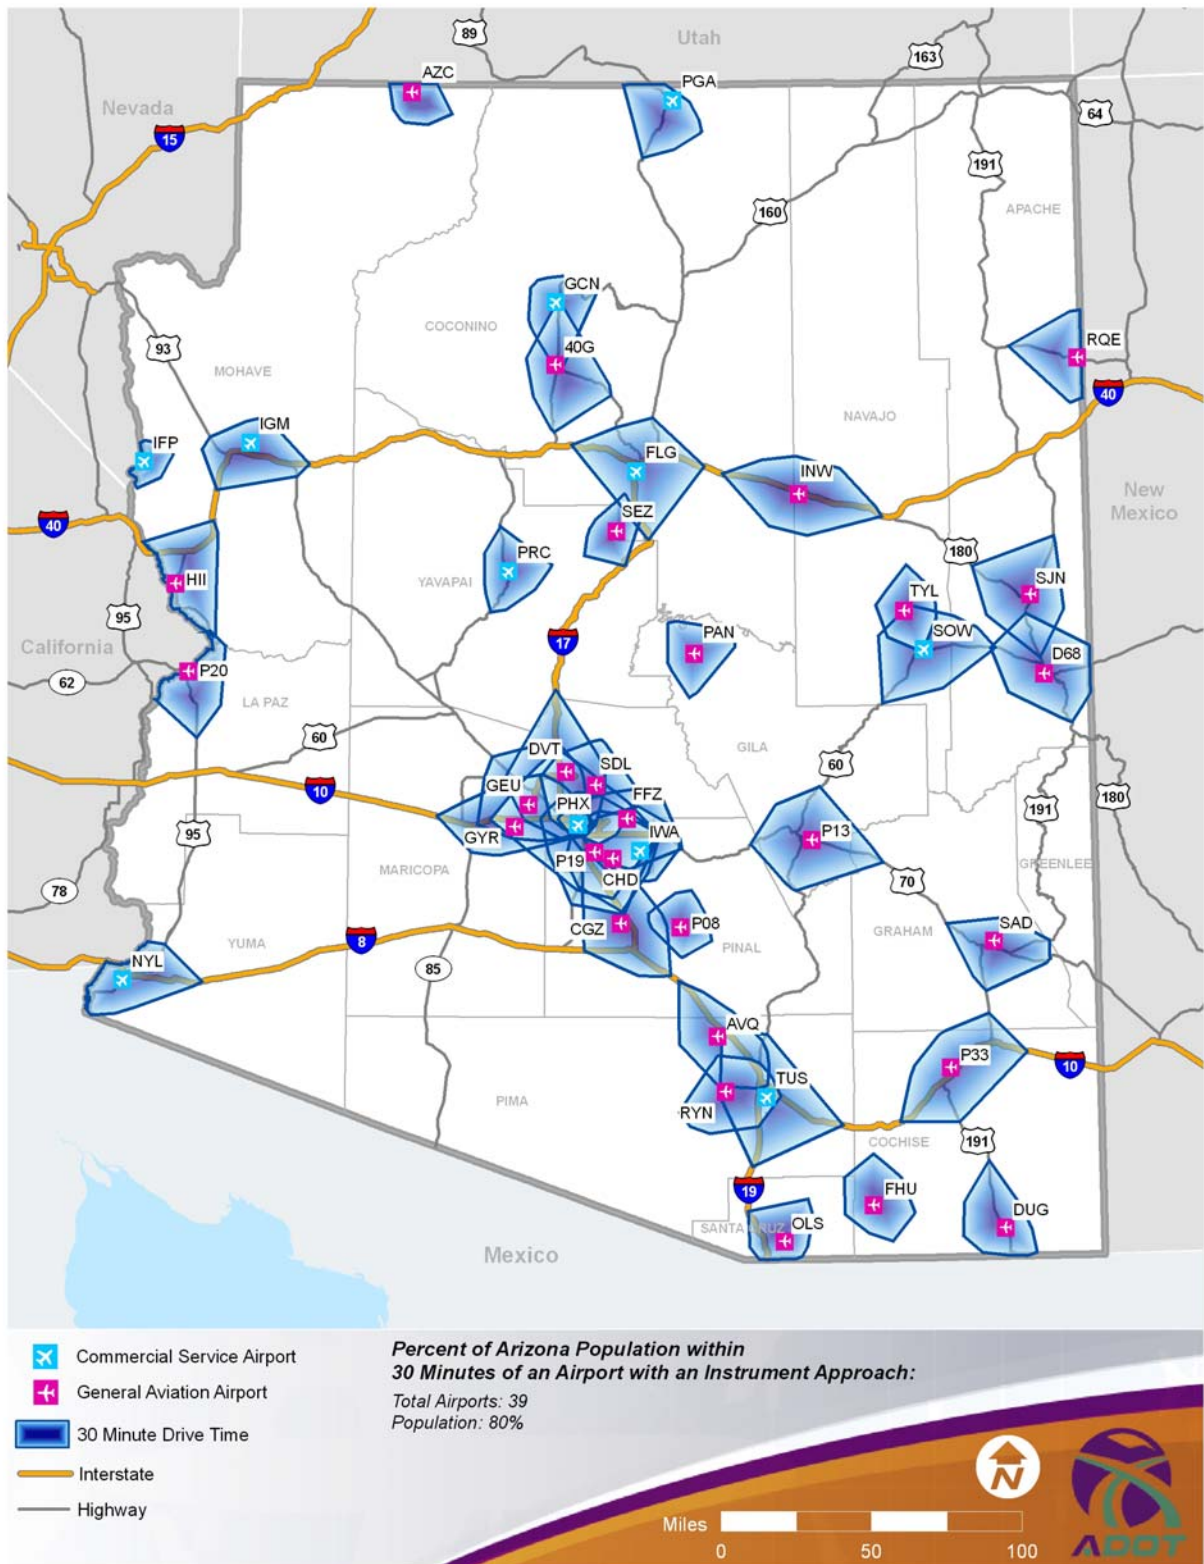 89
Utah
163
AZC
PGA
Nevada
64
15
191
160
APACHE
GCN
COCONINO
40G
RQE
93
MOHAVE
40
NAVAJO
IGM
IFP
FLG
INW
New
Mexico
40
SEZ
180
PRC
HII
YAVAPAI
TYL
SJN
95
SOW
California
17
PAN
D68
P20
62
LA PAZ
60
DVT
GILA
SDL
60
10
GEU
PHX
FFZ
180
191
95
GYR
IWA
P13
P19
MARICOPA
CHD
GREENLEE
70
78
CGZ
P08
SAD
YUMA
8
PINAL
GRAHAM
NYL
85
AVQ
P33
10
TUS
PIMA
RYN
COCHISE
191
19
FHU
DUG
SANTA CRUZ
OLS
Mexico
Commercial Service Airport
General Aviation Airport
30 Minute Drive Time
Interstate
Highway
Percent of Arizona Population within
30 Minutes of an Airport with an Instrument Approach:
Total Airports: 39
Population: 80%
N
Miles
0 50 100
ADOT